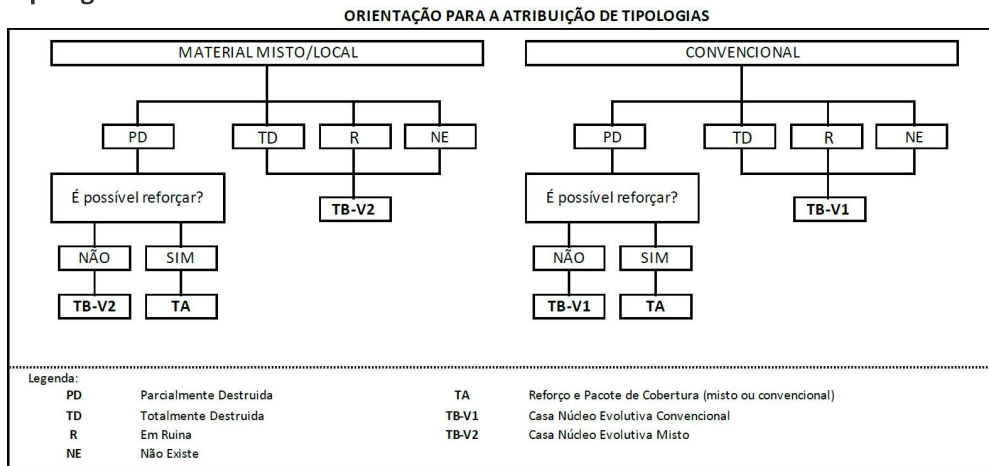 ORIENTAÇÃO PARA A ATRIBUIÇÃO DE TIPOLOGIAS
MATERIAL MISTO/LOCAL
CONVENCIONAL
PD TD R NE
PD TD R NE
É possível reforçar?
TB-V2
É possível reforçar?
TB-V1
NÃO SIM
NÃO SIM
TB-V2 TA
TB-V1 TA
Legenda:
PD Parcialmente Destruida
TA Reforço e Pacote de Cobertura (misto ou convencional)
TD Totalmente Destruida
TB-V1 Casa Núcleo Evolutiva Convencional
R Em Ruina
TB-V2 Casa Núcleo Evolutiva Misto
NE Não Existe